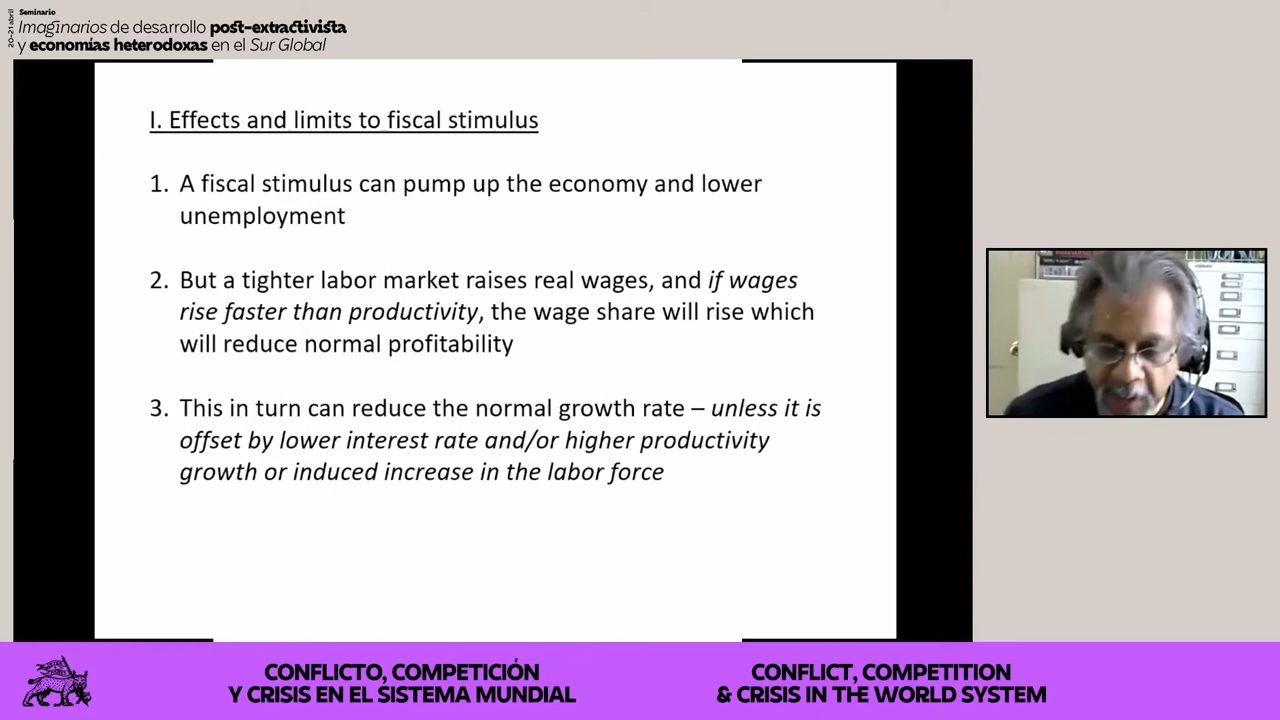 Seminario
20-21 abril
Imaginarios de desarrollo post-extractivista
y economías heterodoxas en el Sur Global
I. Effects and limits to fiscal stimulus
1. A fiscal stimulus can pump up the economy and lower
unemployment
2. But a tighter labor market raises real wages, and if wages
rise faster than productivity, the wage share will rise which
will reduce normal profitability
3. This in turn can reduce the normal growth rate – unless it is
offset by lower interest rate and/or higher productivity
growth or induced increase in the labor force
CONFLICTO, COMPETICIÓN
Y CRISIS EN EL SISTEMA MUNDIAL
CONFLICT, COMPETITION
& CRISIS IN THE WORLD SYSTEM